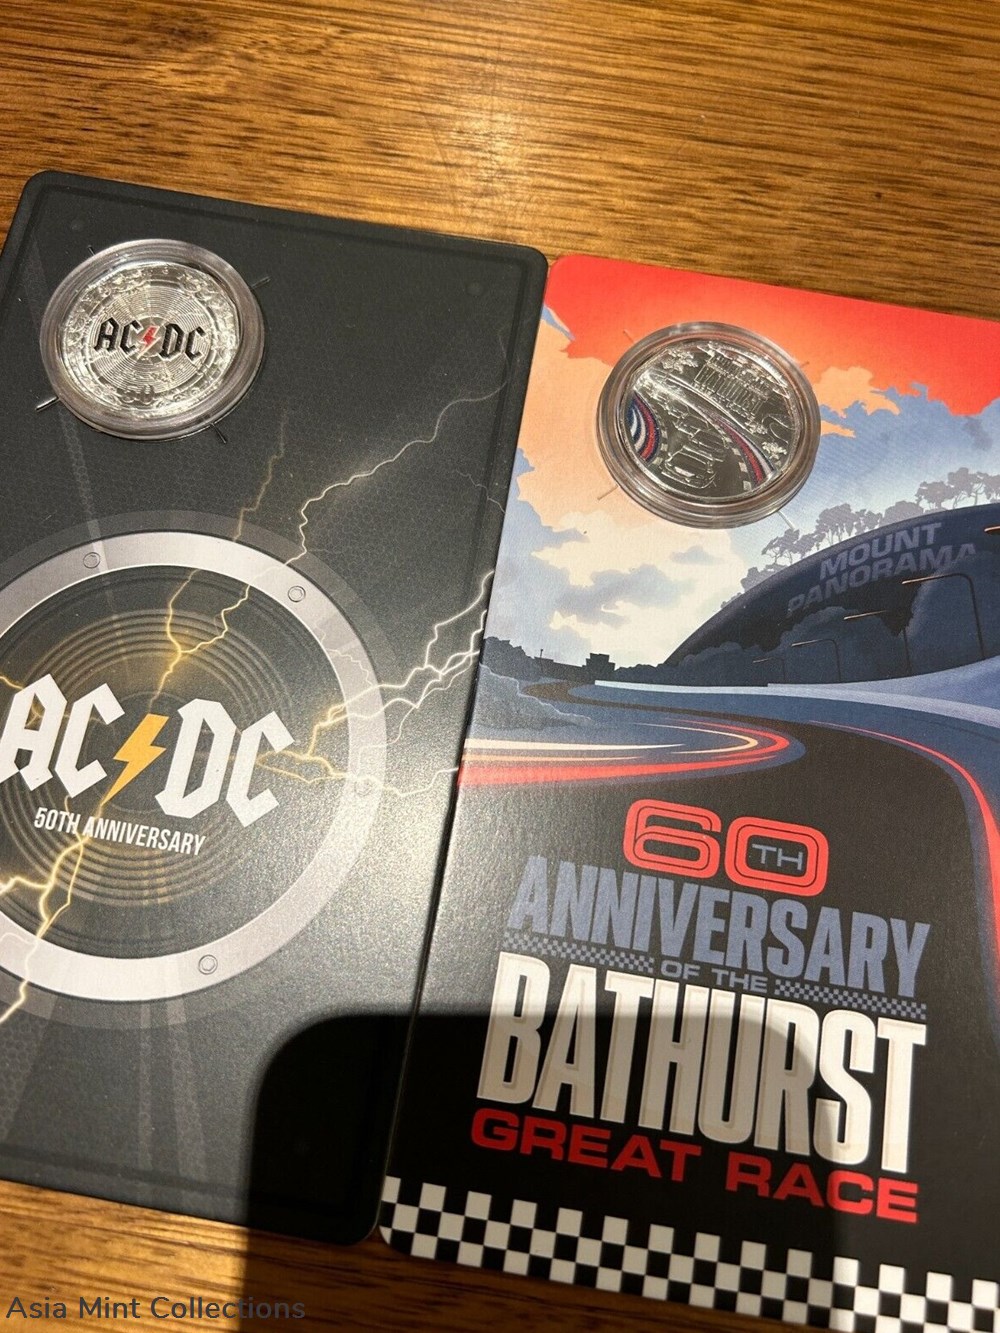 AC DC
AC DC
50TH ANNIVERSARY
MOUNT
PANORAMA
60TH
ANNIVERSARY
OF THE
BATHURST
GREAT RACE
Asia Mint Collections